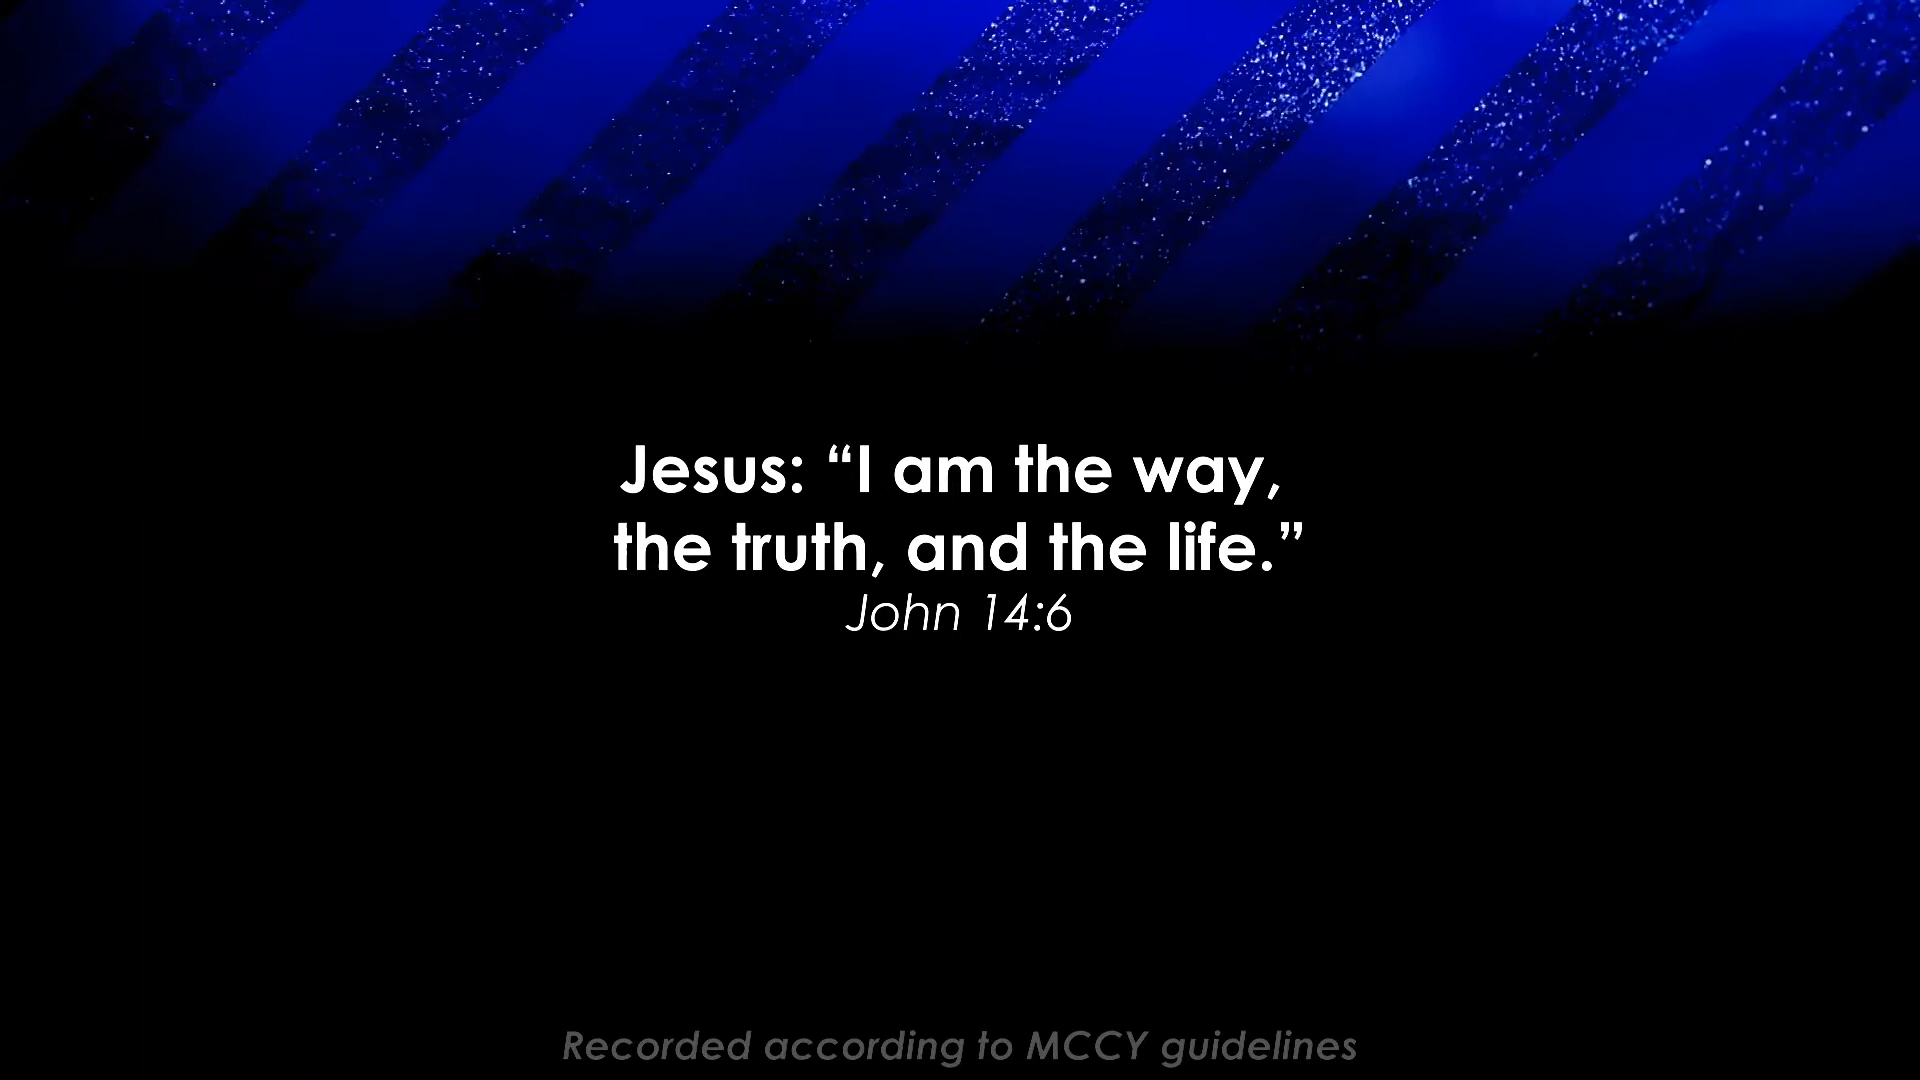 Jesus: “I am the way,
the truth, and the life.”
John 14:6
Recorded according to MCCY guidelines